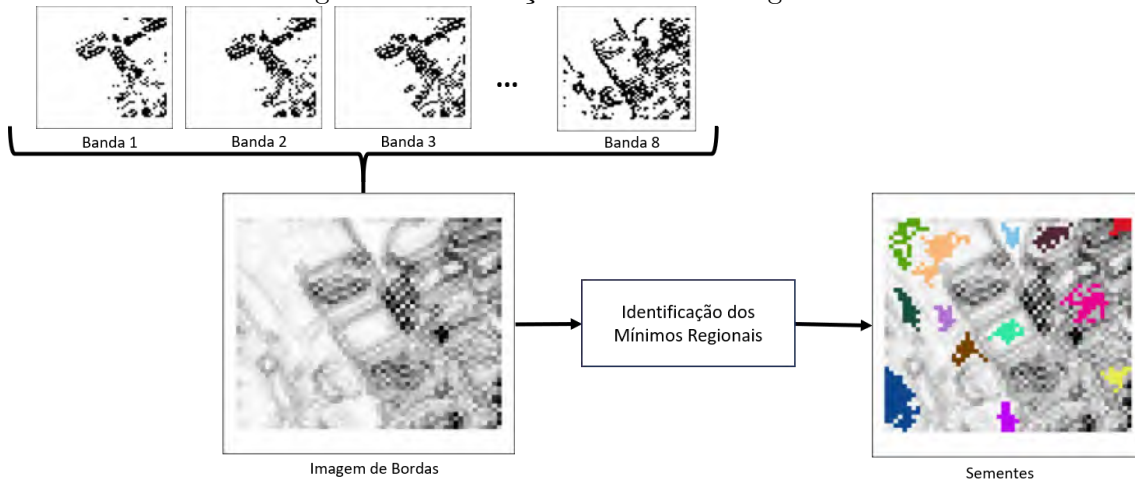 ...
Banda 1
Banda 2
Banda 3
Banda 8
Identificação dos
Mínimos Regionais
Imagem de Bordas
Sementes